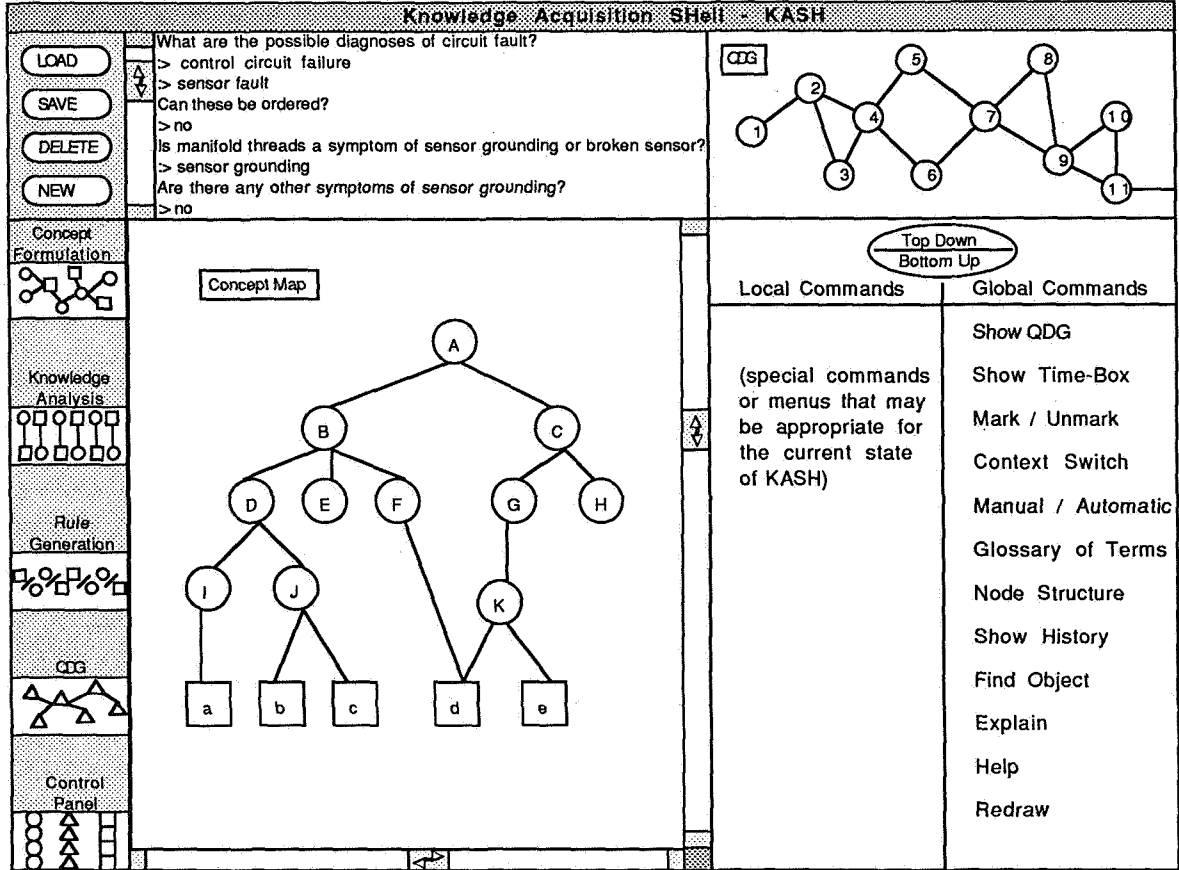 Knowledge Acquisition SHell - KASH
LOAD
SAVE
DELETE
NEW
What are the possible diagnoses of circuit fault?
> control circuit failure
> sensor fault
Can these be ordered?
> no
Is manifold threads a symptom of sensor grounding or broken sensor?
> sensor grounding
Are there any other symptoms of sensor grounding?
> no
QDG
1
2
3
4
5
6
7
8
9
10
11
Concept
Formulation
Knowledge
Analysis
Rule
Generation
QDG
Control
Panel
Concept Map
A
B
C
D
E
F
G
H
I
J
K
a
b
c
d
e
Top Down
Bottom Up
Local Commands
(special commands
or menus that may
be appropriate for
the current state
of KASH)
Global Commands
Show QDG
Show Time-Box
Mark / Unmark
Context Switch
Manual / Automatic
Glossary of Terms
Node Structure
Show History
Find Object
Explain
Help
Redraw